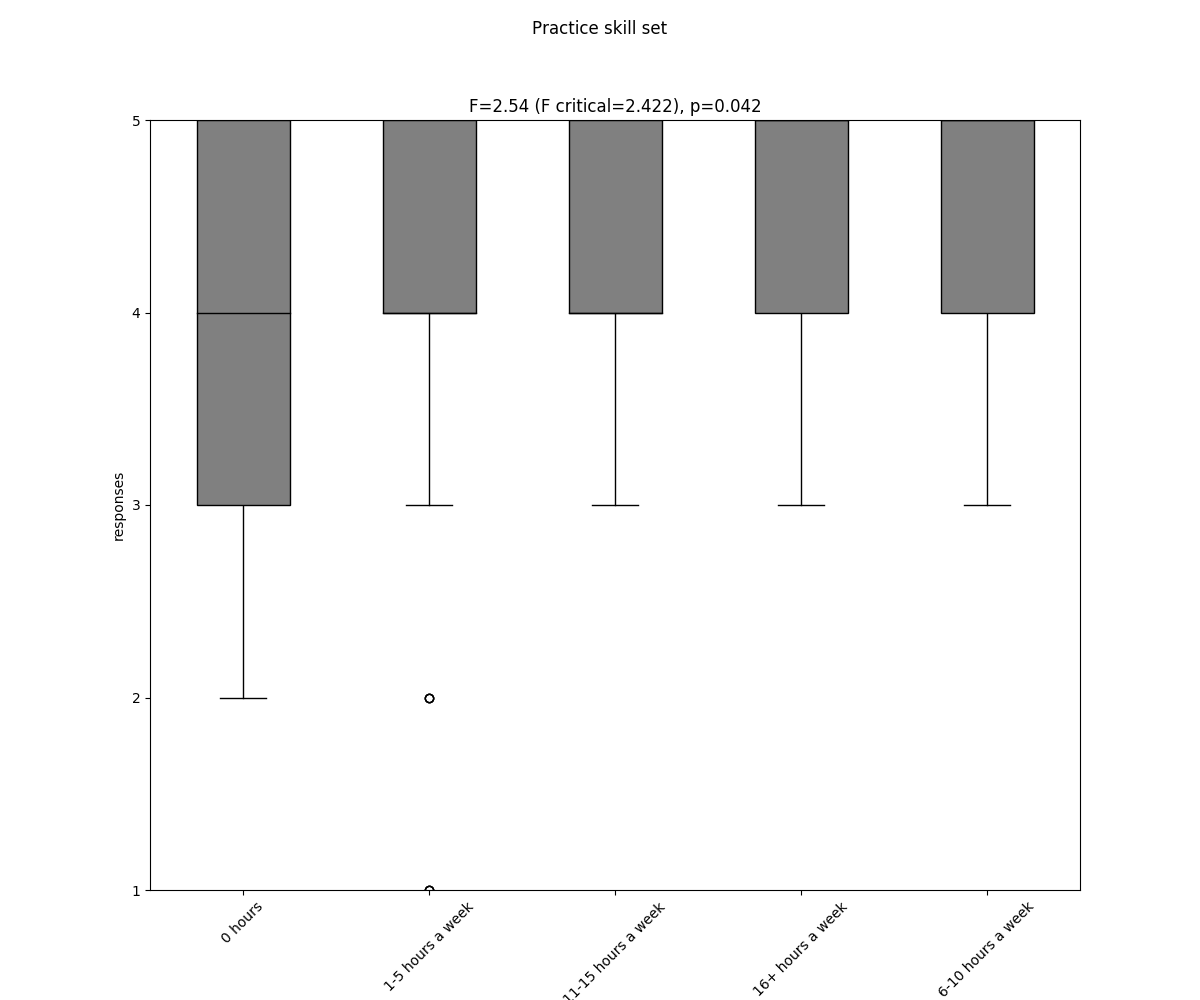 Practice skill set
F=2.54 (F critical=2.422), p=0.042
5
4
3
2
1
responses
0 hours
1-5 hours a week
11-15 hours a week
16+ hours a week
6-10 hours a week